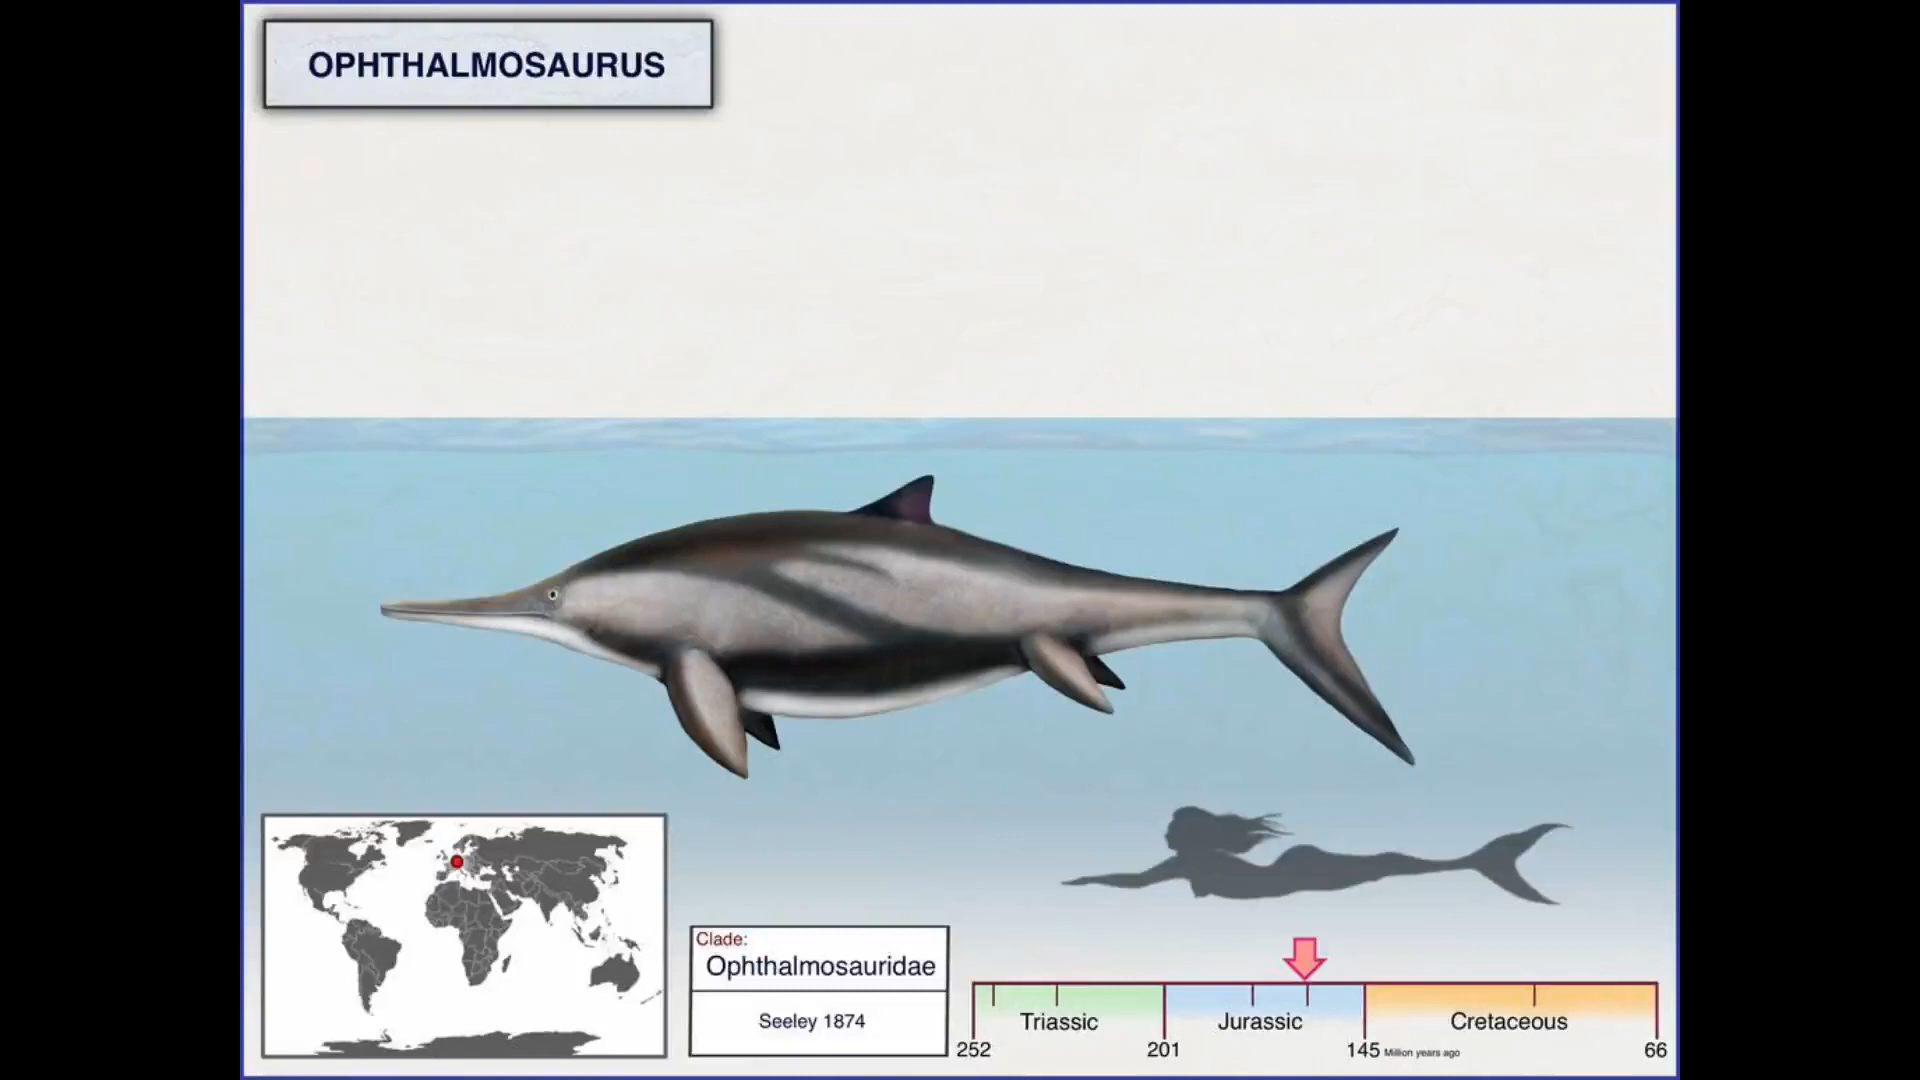 OPHTHALMOSAURUS
Clade:
Ophthalmosauridae
Seeley 1874
Triassic
Jurassic
Cretaceous
252
201
145 Million years ago
66